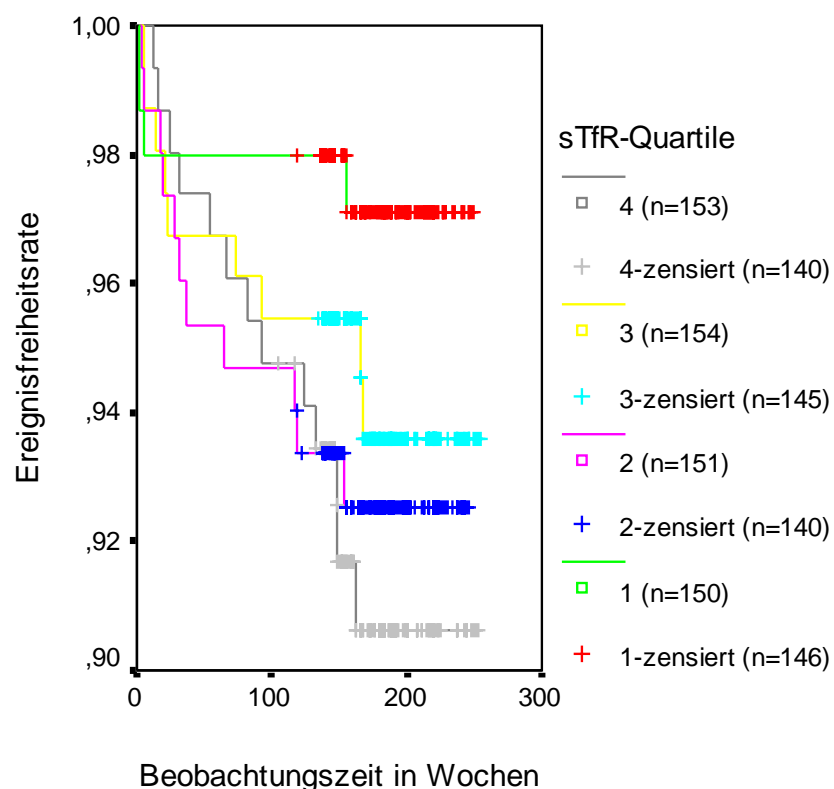 1,00
,98
,96
,94
,92
,90
Ereignisfreiheitsrate
0
100
200
300
Beobachtungszeit in Wochen
sTfR-Quartile
4 (n=153)
4-zensiert (n=140)
3 (n=154)
3-zensiert (n=145)
2 (n=151)
2-zensiert (n=140)
1 (n=150)
1-zensiert (n=146)